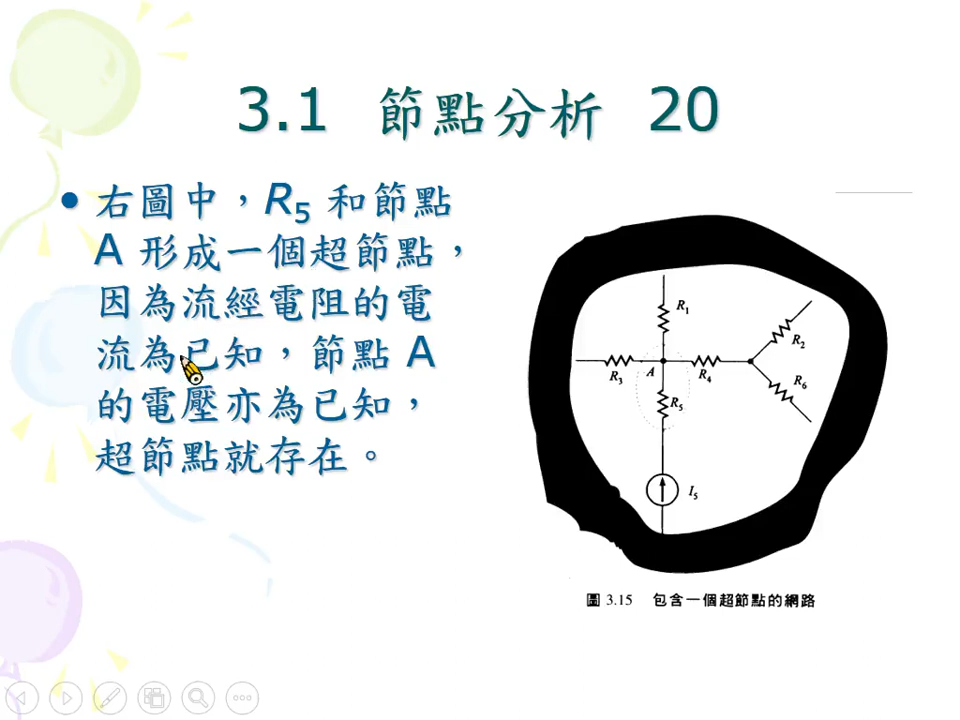 3.1 節點分析 20
• 右圖中，R5 和節點
A 形成一個超節點，
因為流經電阻的電
流為已知，節點 A
的電壓亦為已知，
超節點就存在。
R1
R2
R3
A
R4
R6
R5
I5
圖 3.15 包含一個超節點的網路